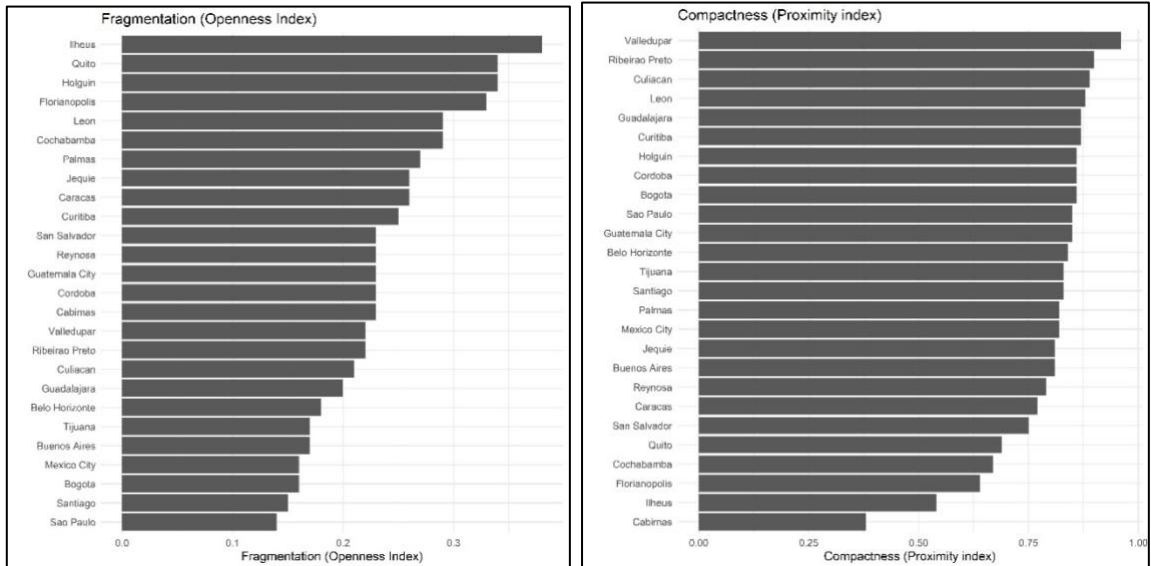 Fragmentation (Openness Index)
Ilheus
Quito
Holguin
Florianopolis
Leon
Cochabamba
Palmas
Jequie
Caracas
Curitiba
San Salvador
Reynosa
Guatemala City
Cordoba
Cabimas
Valledupar
Ribeirao Preto
Culiacan
Guadalajara
Belo Horizonte
Tijuana
Buenos Aires
Mexico City
Bogota
Santiago
Sao Paulo
0.0 0.1 0.2 0.3
Fragmentation (Openness Index)
Compactness (Proximity index)
Valledupar
Ribeirao Preto
Culiacan
Leon
Guadalajara
Curitiba
Holguin
Cordoba
Bogota
Sao Paulo
Guatemala City
Belo Horizonte
Tijuana
Santiago
Palmas
Mexico City
Jequie
Buenos Aires
Reynosa
Caracas
San Salvador
Quito
Cochabamba
Florianopolis
Ilheus
Cabimas
0.00 0.25 0.50 0.75 1.00
Compactness (Proximity index)